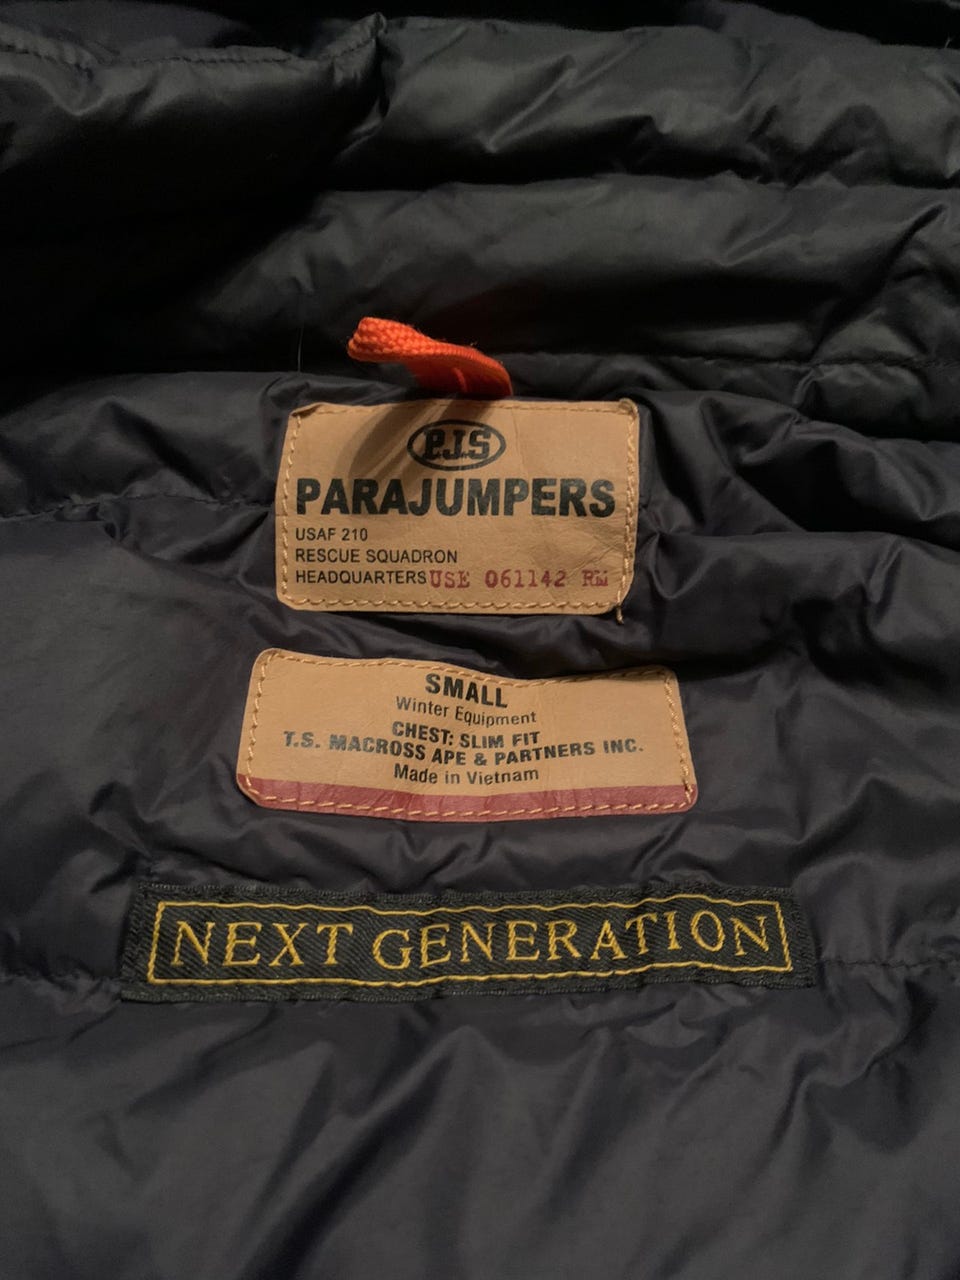 P.J.S
PARAJUMPERS
USAF 210
RESCUE SQUADRON
HEADQUARTERS USE 061142 RM
SMALL
Winter Equipment
CHEST: SLIM FIT
T.S. MACROSS APE & PARTNERS INC.
Made in Vietnam
NEXT GENERATION